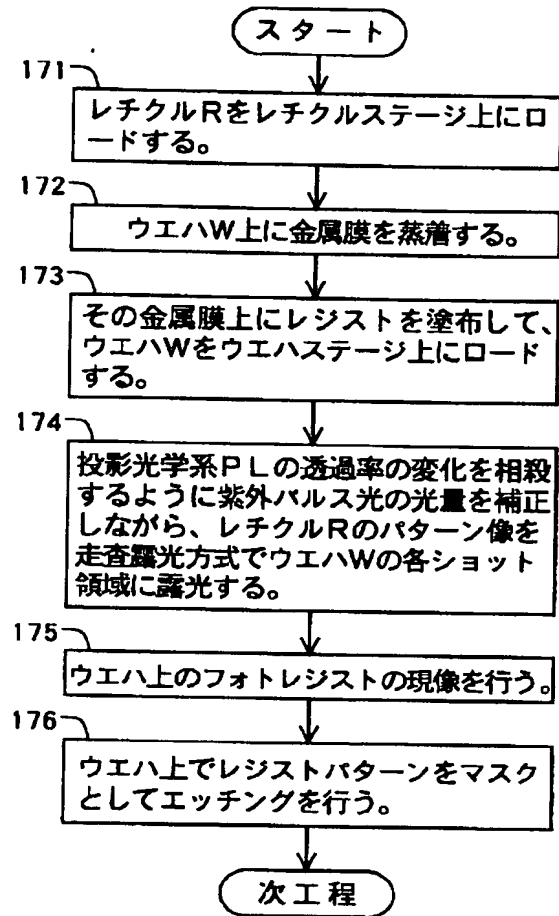 スタート
171
レチクルRをレチクルステージ上にロ
ードする。
172
ウエハW上に金属膜を蒸着する。
173
その金属膜上にレジストを塗布して、
ウエハWをウエハステージ上にロード
する。
174
投影光学系PLの透過率の変化を相殺
するように紫外パルス光の光量を補正
しながら、レチクルRのパターン像を
走査露光方式でウエハWの各ショット
領域に露光する。
175
ウエハ上のフォトレジストの現像を行う。
176
ウエハ上でレジストパターンをマスク
としてエッチングを行う。
次工程